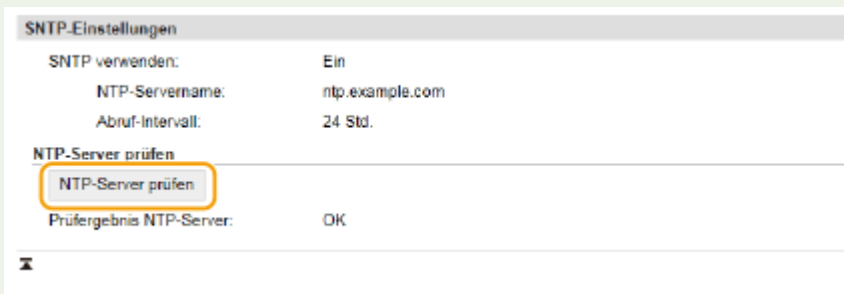 SNTP-Einstellungen
SNTP verwenden: Ein
NTP-Servername: ntp.example.com
Abruf-Intervall: 24 Std.
NTP-Server prüfen
NTP-Server prüfen
Prüfergebnis NTP-Server: OK